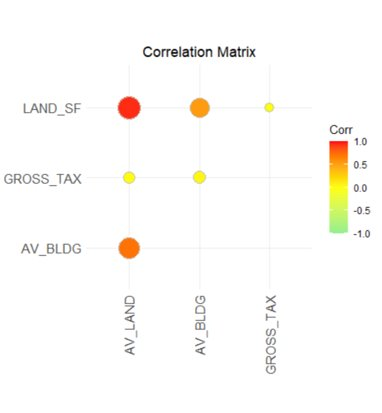 Correlation Matrix
LAND_SF
GROSS_TAX
AV_BLDG
AV_LAND
AV_BLDG
GROSS_TAX
Corr
1.0
0.5
0.0
-0.5
-1.0